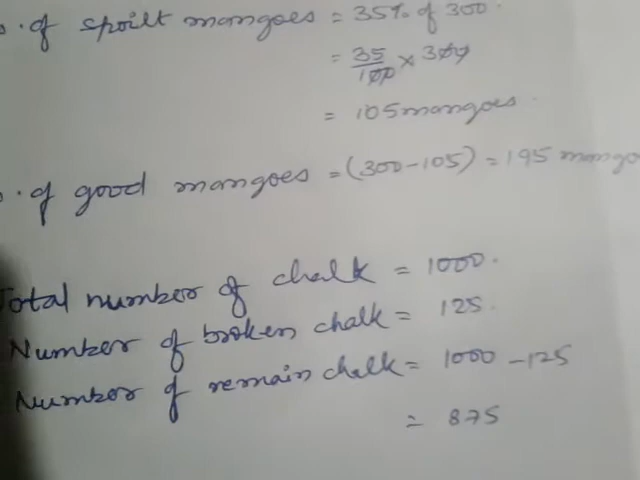 . of spoilt mangoes = 35% of 300.
= 35/100 × 300
= 105 mangoes.
. of good mangoes = (300-105) = 195 mango
Total number of chalk = 1000.
Number of broken chalk = 125.
Number of remain chalk = 1000 - 125
= 875